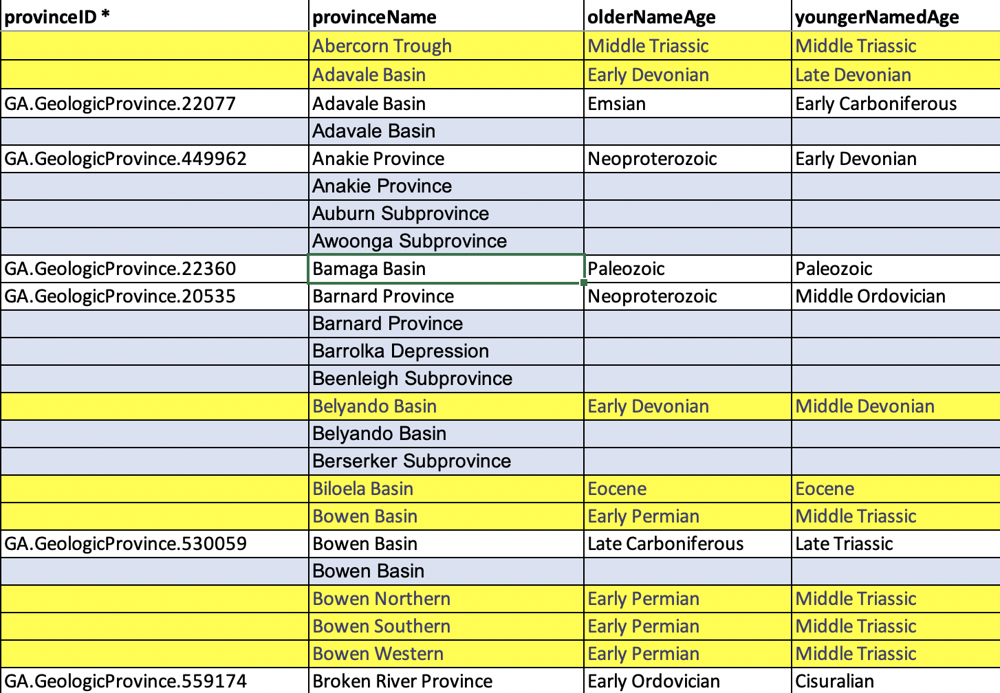 provinceID * provinceName olderNameAge youngerNamedAge
Abercorn Trough Middle Triassic Middle Triassic
Adavale Basin Early Devonian Late Devonian
GA.GeologicProvince.22077 Adavale Basin Emsian Early Carboniferous
Adavale Basin
GA.GeologicProvince.449962 Anakie Province Neoproterozoic Early Devonian
Anakie Province
Auburn Subprovince
Awoonga Subprovince
GA.GeologicProvince.22360 Bamaga Basin Paleozoic Paleozoic
GA.GeologicProvince.20535 Barnard Province Neoproterozoic Middle Ordovician
Barnard Province
Barrolka Depression
Beenleigh Subprovince
Belyando Basin Early Devonian Middle Devonian
Belyando Basin
Berserker Subprovince
Biloela Basin Eocene Eocene
Bowen Basin Early Permian Middle Triassic
GA.GeologicProvince.530059 Bowen Basin Late Carboniferous Late Triassic
Bowen Basin
Bowen Northern Early Permian Middle Triassic
Bowen Southern Early Permian Middle Triassic
Bowen Western Early Permian Middle Triassic
GA.GeologicProvince.559174 Broken River Province Early Ordovician Cisuralian